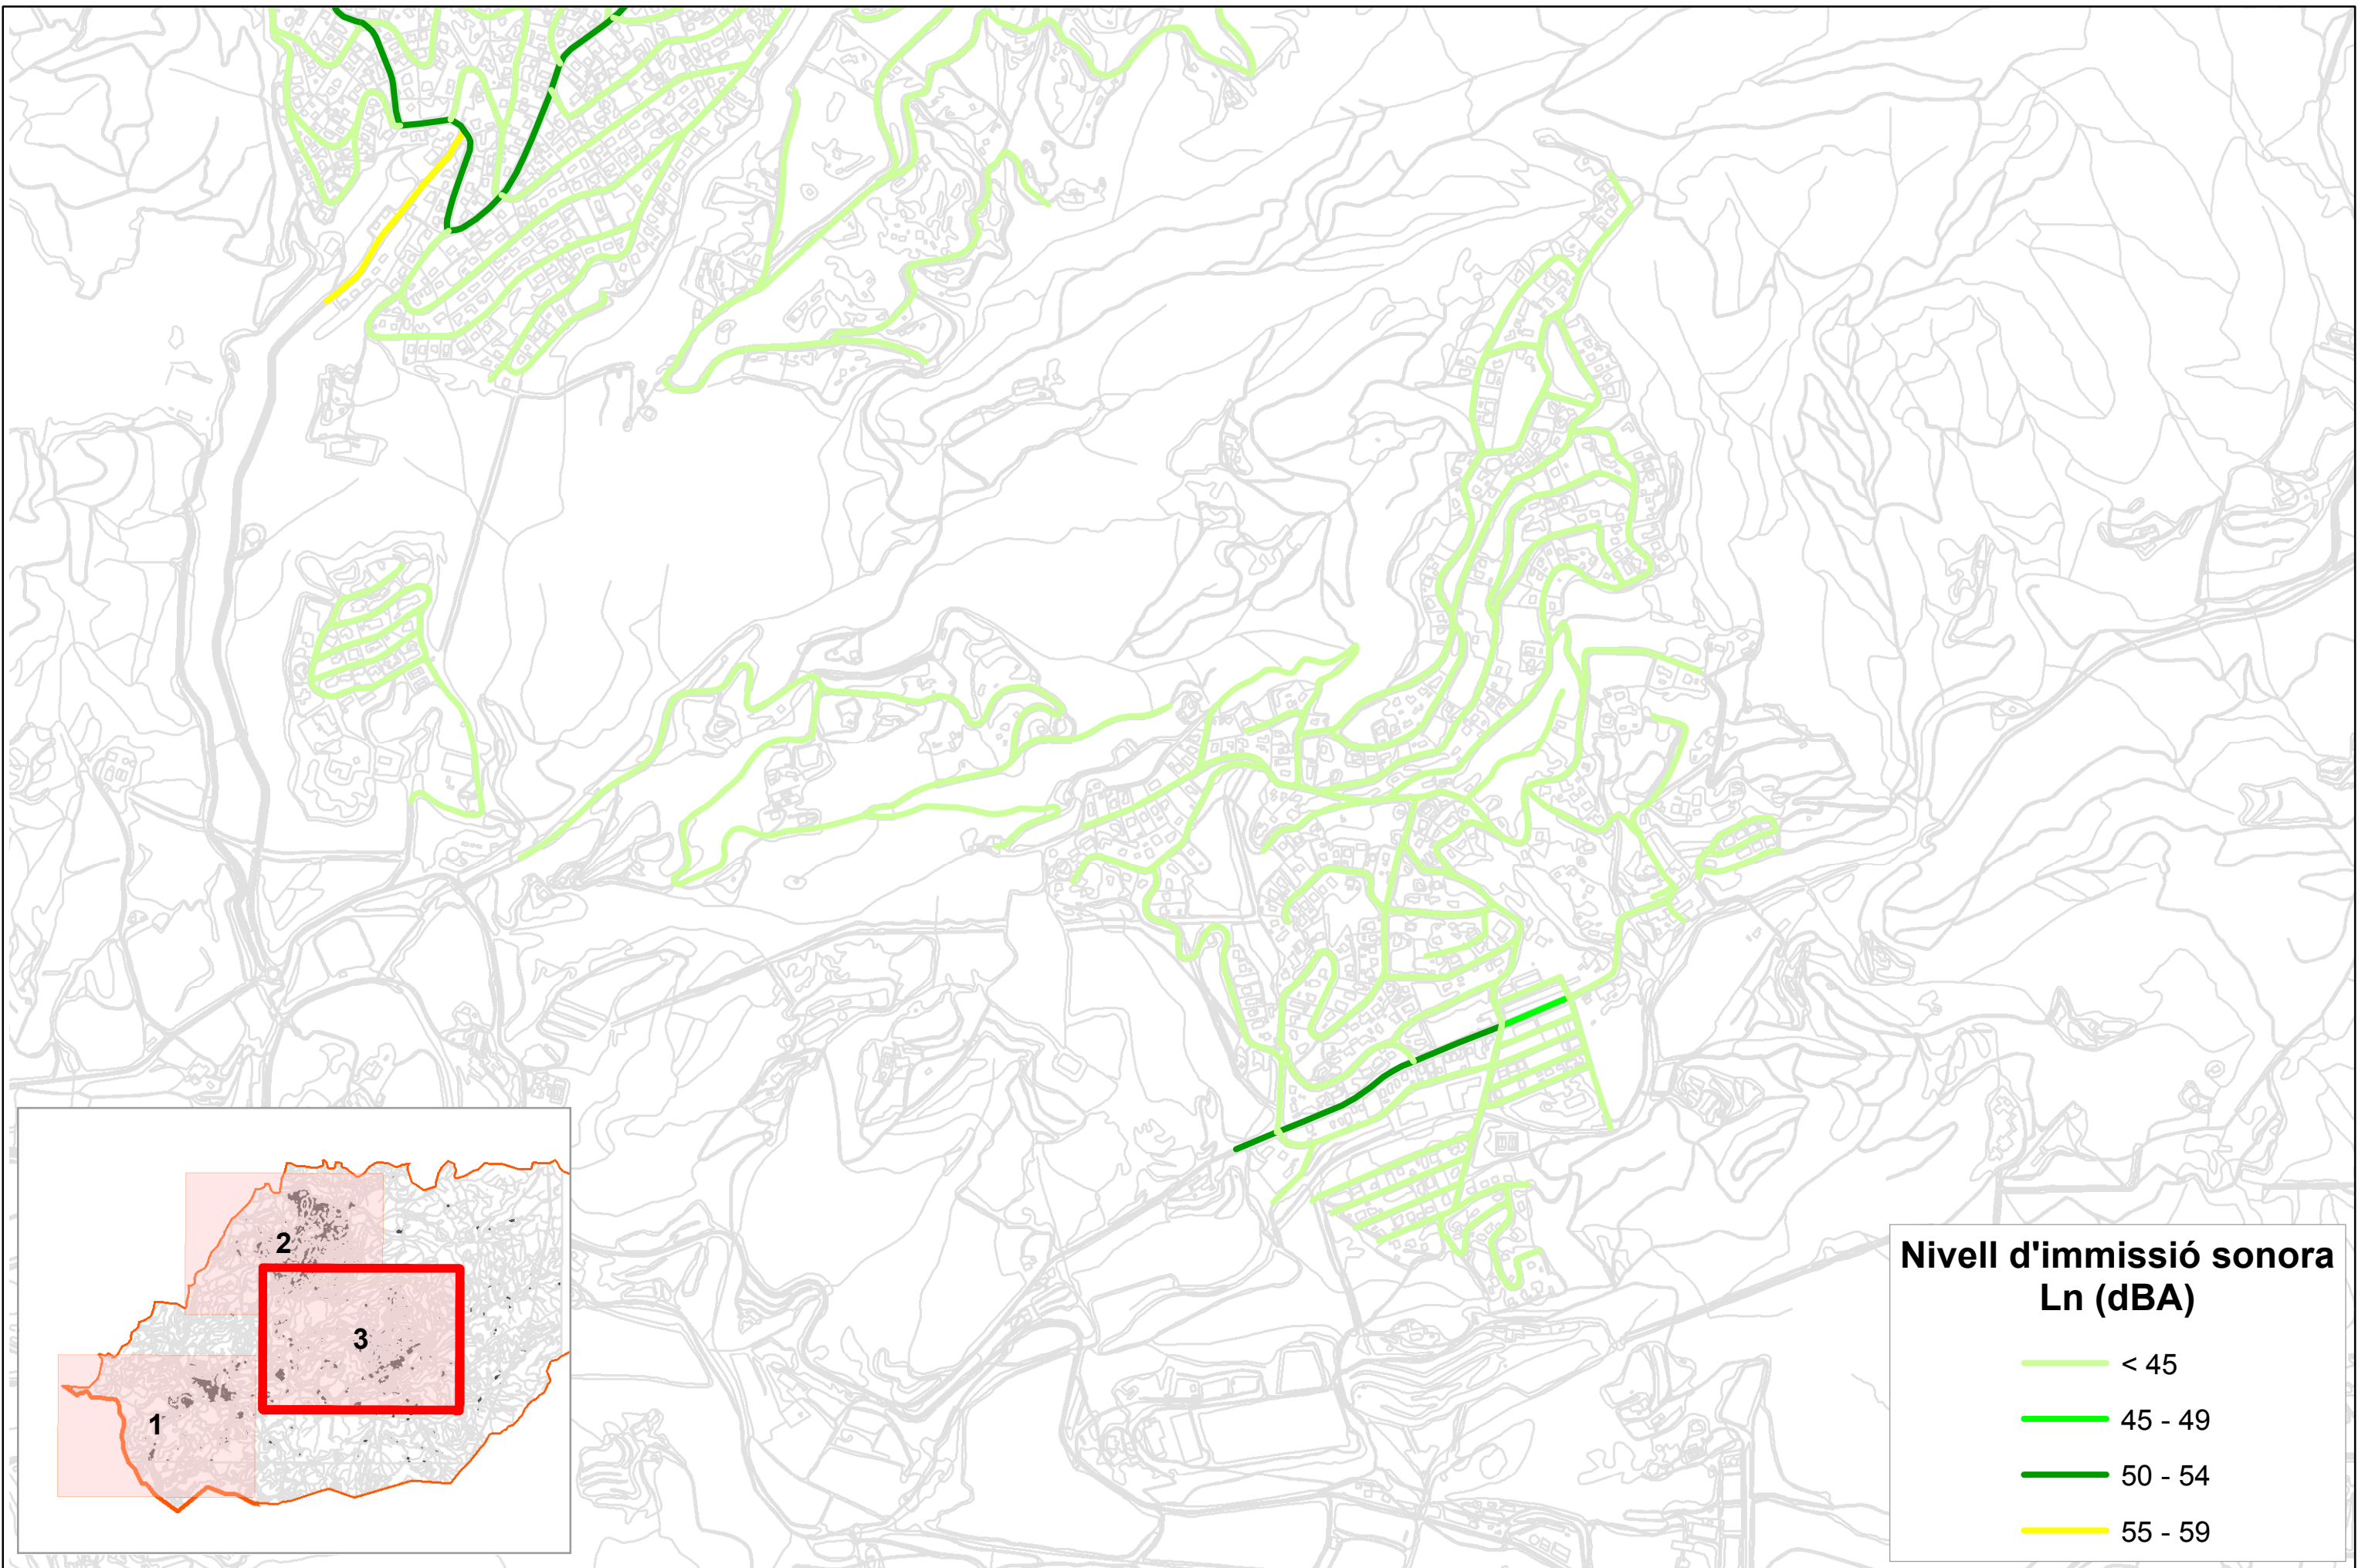 2
3
1
Nivell d'immissió sonora
Ln (dBA)
< 45
45 - 49
50 - 54
55 - 59